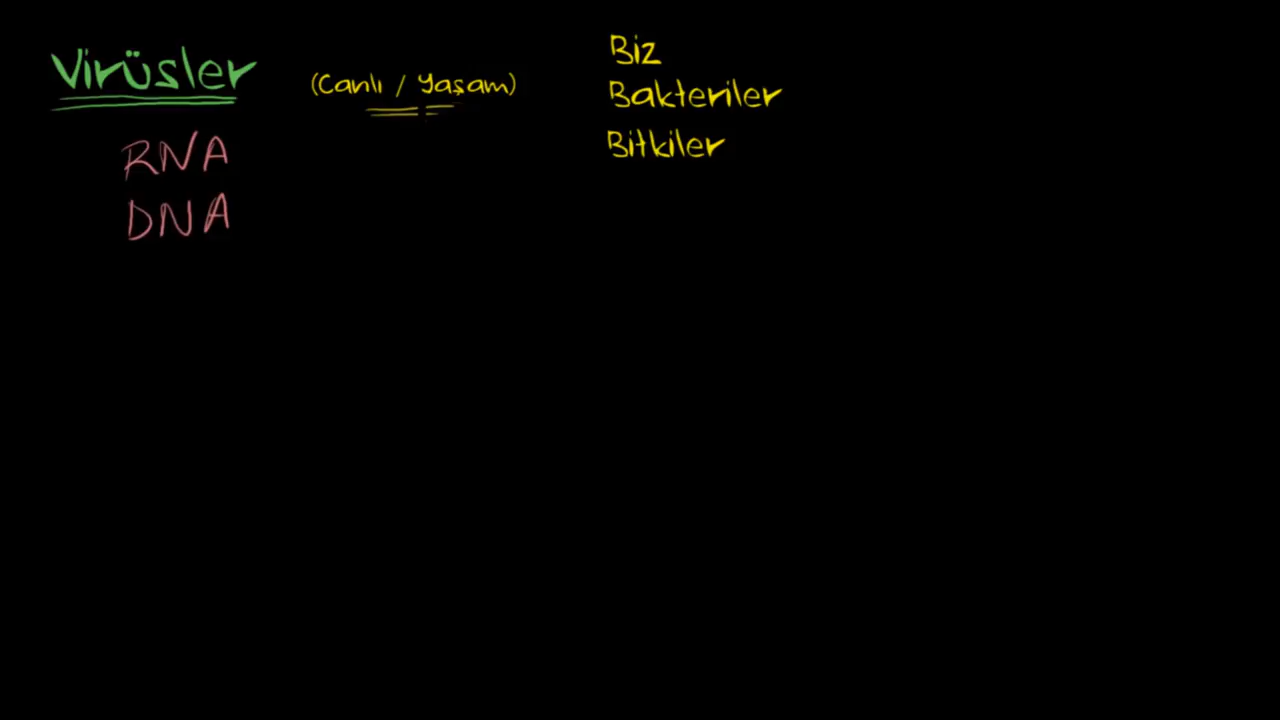 Virüsler
(Canlı / Yaşam)
RNA
DNA
Biz
Bakteriler
Bitkiler